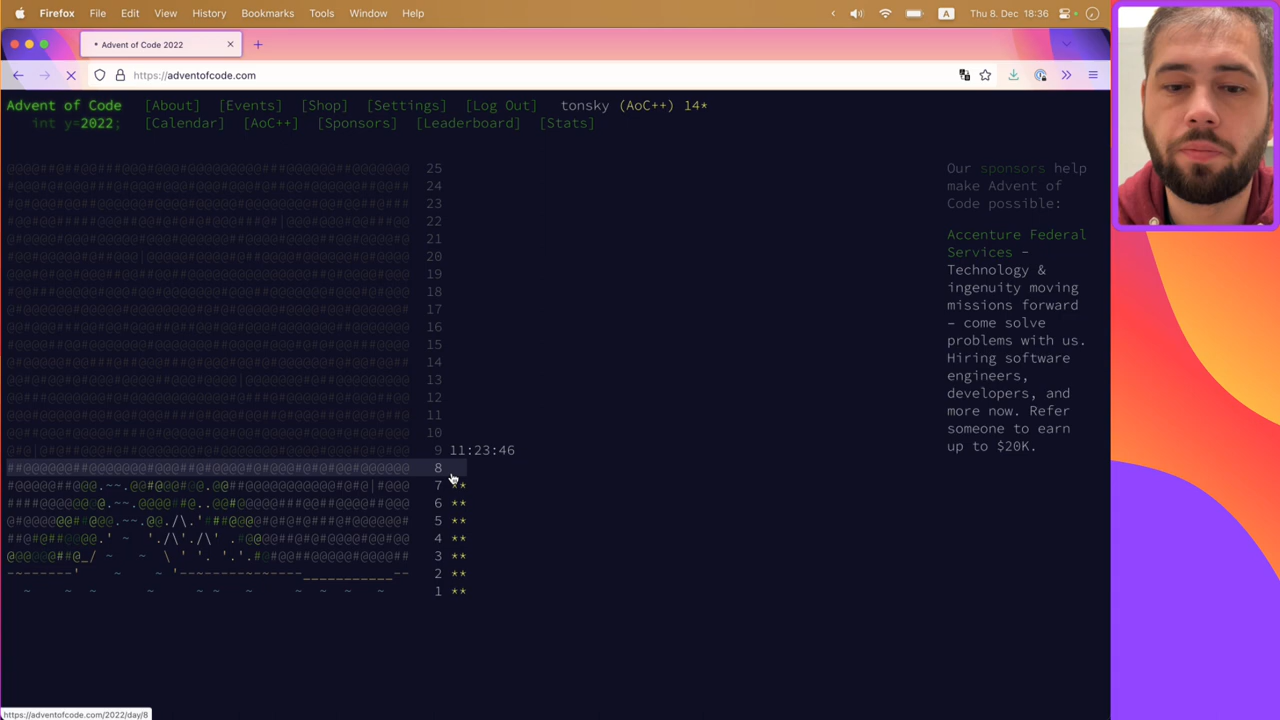 Firefox File Edit View History Bookmarks Tools Window Help A Thu 8. Dec 18:36
Advent of Code 2022
https://adventofcode.com
Advent of Code [About] [Events] [Shop] [Settings] [Log Out] tonsky (AoC++) 14*
int y=2022; [Calendar] [AoC++] [Sponsors] [Leaderboard] [Stats]
25
24
23
22
21
20
19
18
17
16
15
14
13
12
11
10
9 11:23:46
8
7 **
6 **
5 **
4 **
3 **
2 **
1 **
Our sponsors help
make Advent of
Code possible:
Accenture Federal
Services -
Technology &
ingenuity moving
missions forward
- come solve
problems with us.
Hiring software
engineers,
developers, and
more now. Refer
someone to earn
up to $20K.
https://adventofcode.com/2022/day/8